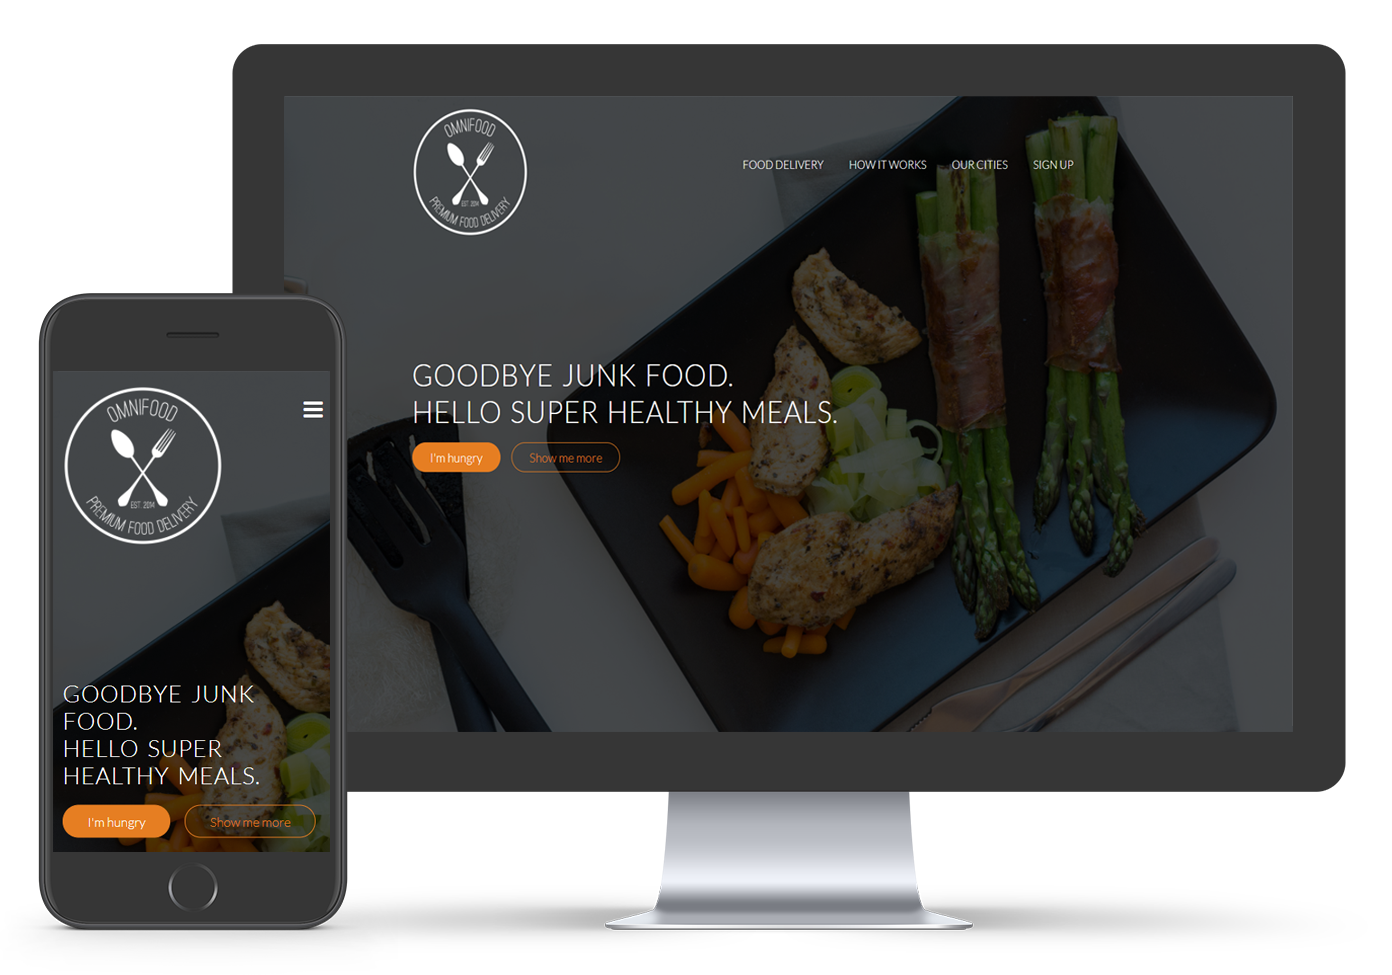 OMNIFOOD
EST. 2014
PREMIUM FOOD DELIVERY
FOOD DELIVERY HOW IT WORKS OUR CITIES SIGN UP
GOODBYE JUNK FOOD.
HELLO SUPER HEALTHY MEALS.
I'm hungry Show me more
OMNIFOOD
EST. 2014
PREMIUM FOOD DELIVERY
GOODBYE JUNK
FOOD.
HELLO SUPER
HEALTHY MEALS.
I'm hungry Show me more